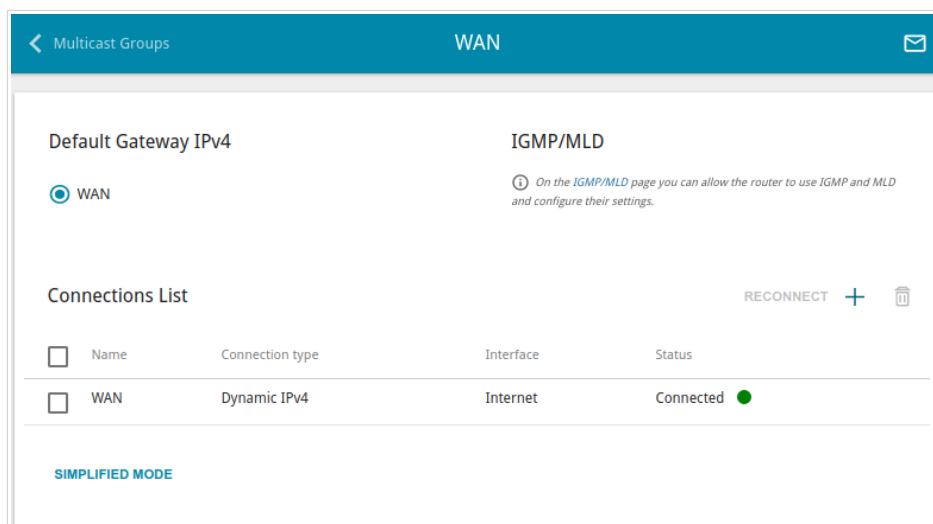 Multicast Groups
WAN
Default Gateway IPv4
WAN
IGMP/MLD
On the IGMP/MLD page you can allow the router to use IGMP and MLD
and configure their settings.
Connections List
RECONNECT
Name Connection type Interface Status
WAN Dynamic IPv4 Internet Connected
SIMPLIFIED MODE